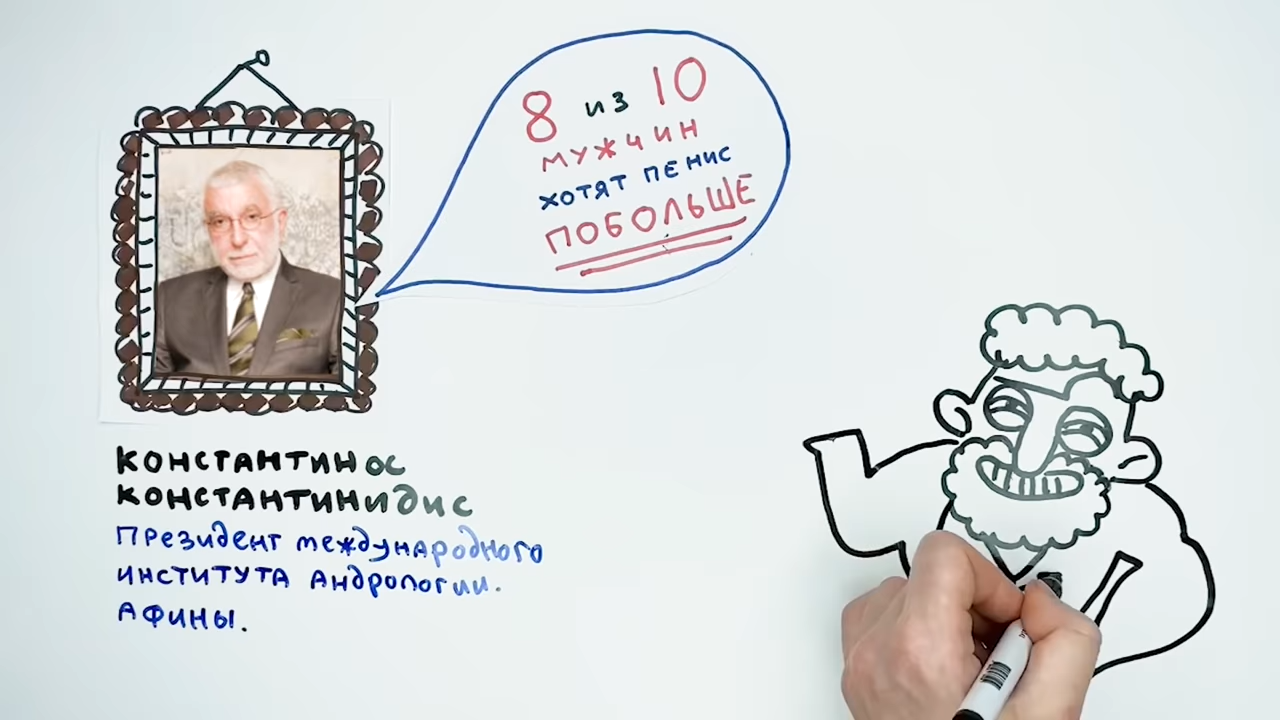 8 из 10
мужчин
хотят пенис
побольше
Константинос
Константинидис
Президент международного
института андрологии.
Афины.